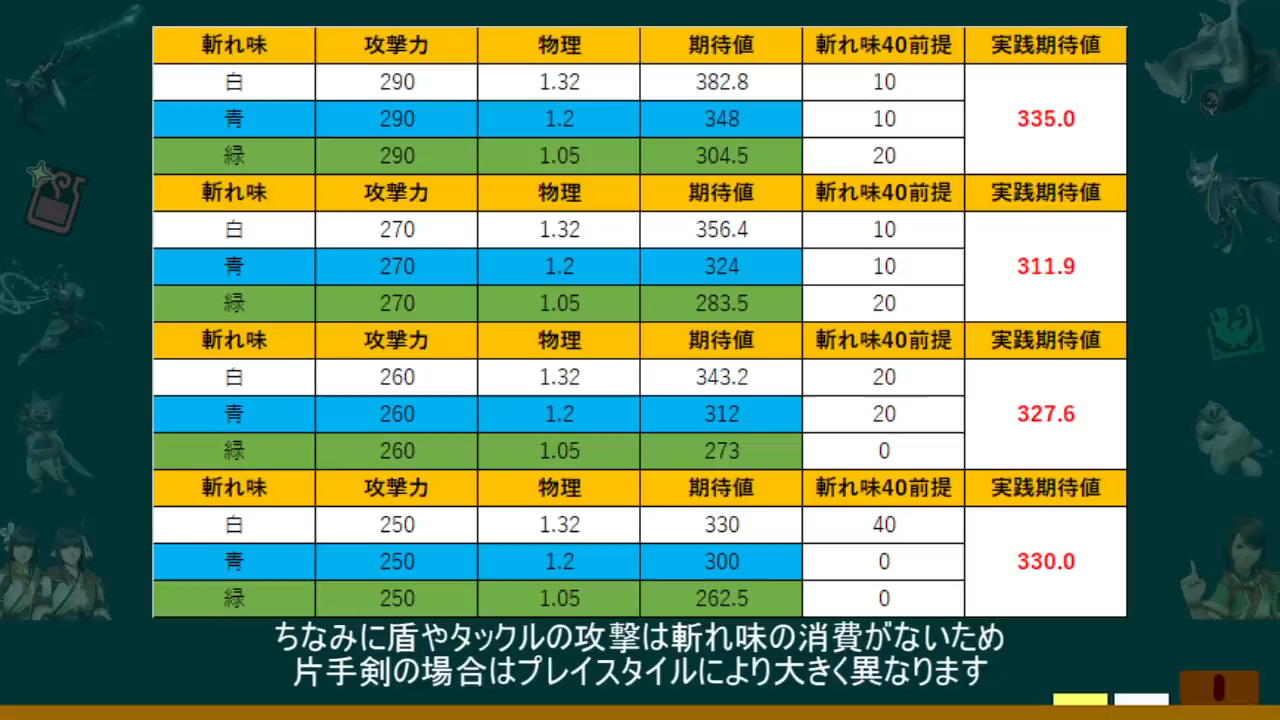 斬れ味 攻撃力 物理 期待値 斬れ味40前提 実践期待値
白 290 1.32 382.8 10
青 290 1.2 348 10 335.0
緑 290 1.05 304.5 20
斬れ味 攻撃力 物理 期待値 斬れ味40前提 実践期待値
白 270 1.32 356.4 10
青 270 1.2 324 10 311.9
緑 270 1.05 283.5 20
斬れ味 攻撃力 物理 期待値 斬れ味40前提 実践期待値
白 260 1.32 343.2 20
青 260 1.2 312 20 327.6
緑 260 1.05 273 0
斬れ味 攻撃力 物理 期待値 斬れ味40前提 実践期待値
白 250 1.32 330 40
青 250 1.2 300 0 330.0
緑 250 1.05 262.5 0
ちなみに盾やタックルの攻撃は斬れ味の消費がないため
片手剣の場合はプレイスタイルにより大きく異なります